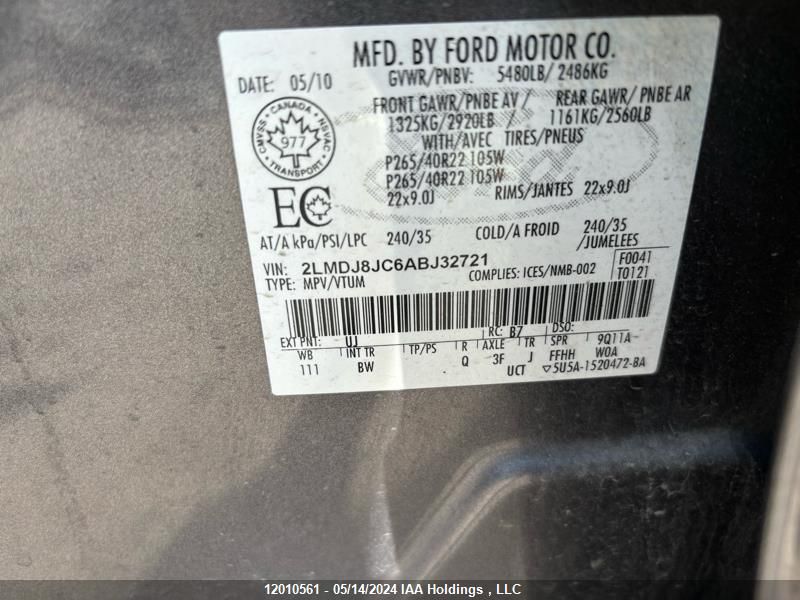 MFD. BY FORD MOTOR CO.
DATE: 05/10
GVWR/PNBV: 5480LB/ 2486KG
FRONT GAWR/PNBE AV / REAR GAWR/ PNBE AR
1325KG/2920LB / 1161KG/2560LB
WITH/AVEC TIRES/PNEUS
P265/40R22 105W
P265/40R22 105W
22x9.0J RIMS/JANTES 22x9.0J
CANADA
CMVSS NSVAC
977
TRANSPORT
EC
AT/A kPa/PSI/LPC 240/35 COLD/A FROID 240/35
/JUMELEES
VIN: 2LMDJ8JC6ABJ32721
TYPE: MPV/VTUM COMPLIES: ICES/NMB-002
F0041
T0121
EXT PNT: UJ RC: B7 DSO:
WB INT TR TP/PS R AXLE TR SPR 9Q11A
111 BW Q 3F J FFHH WOA
UCT ▽5U5A-1520472-BA
12010561 - 05/14/2024 IAA Holdings , LLC